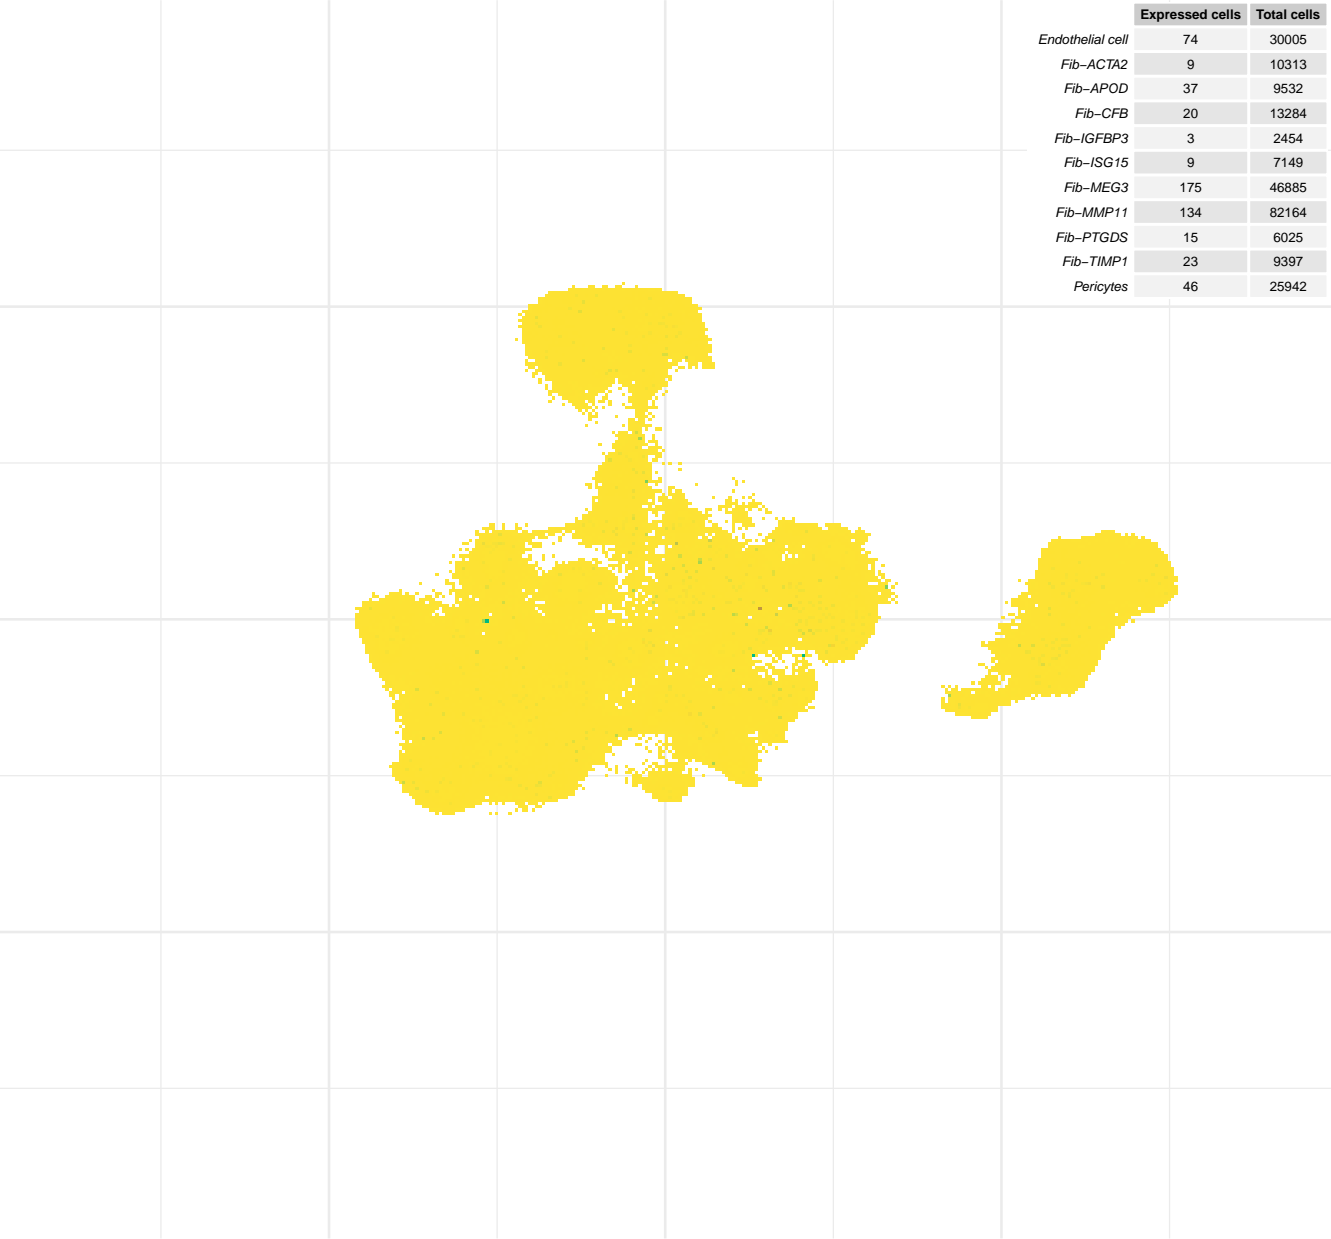 Expressed cells Total cells
Endothelial cell 74 30005
Fib−ACTA2 9 10313
Fib−APOD 37 9532
Fib−CFB 20 13284
Fib−IGFBP3 3 2454
Fib−ISG15 9 7149
Fib−MEG3 175 46885
Fib−MMP11 134 82164
Fib−PTGDS 15 6025
Fib−TIMP1 23 9397
Pericytes 46 25942